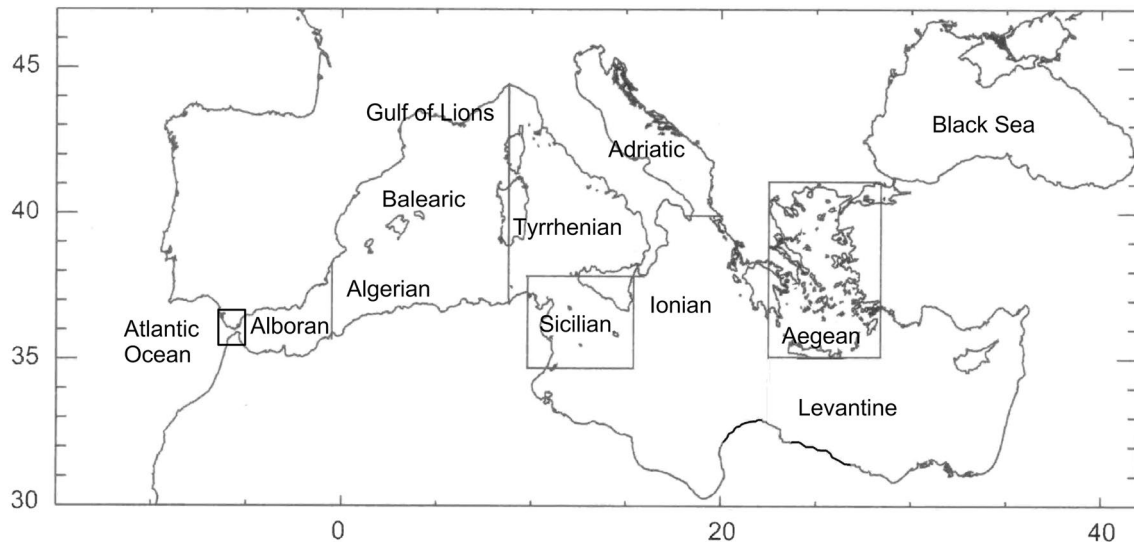 45
Gulf of Lions
Black Sea
Adriatic
Balearic
40
Tyrrhenian
Algerian
Ionian
Atlantic
Ocean
Alboran
Sicilian
Aegean
35
Levantine
30
0
20
40